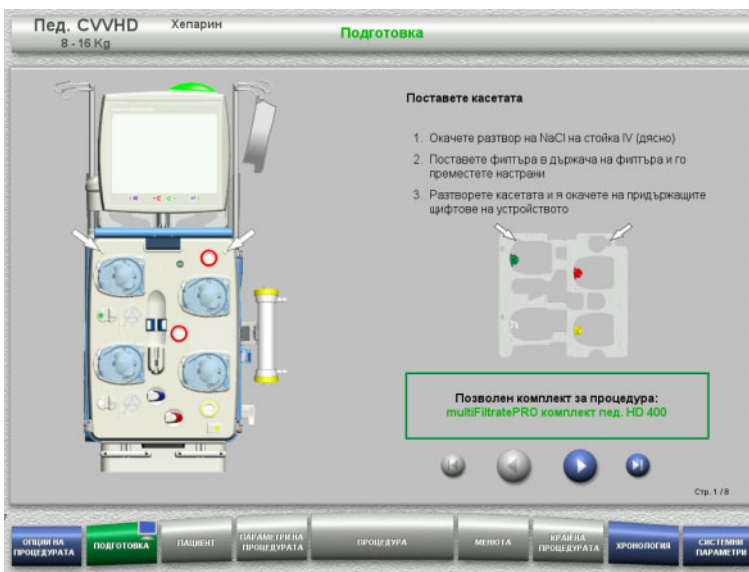 Пед. CVVHD Хепарин
8 - 16 Kg
Подготовка
Поставете касетата
1. Окачете разтвор на NaCl на стойка IV (дясно)
2. Поставете филтъра в държача на филтъра и го
преместете настрани
3. Разтворете касетата и я окачете на придържащите
щифтове на устройството
Позволен комплект за процедура:
multiFiltratePRO комплект пед. HD 400
Стр. 1 / 8
ОПЦИИ НА
ПРОЦЕДУРАТА
ПОДГОТОВКА
ПАЦИЕНТ
ПАРАМЕТРИ НА
ПРОЦЕДУРАТА
ПРОЦЕДУРА
МЕНЮТА
КРАЙ НА
ПРОЦЕДУРАТА
ХРОНОЛОГИЯ
СИСТЕМНИ
ПАРАМЕТРИ